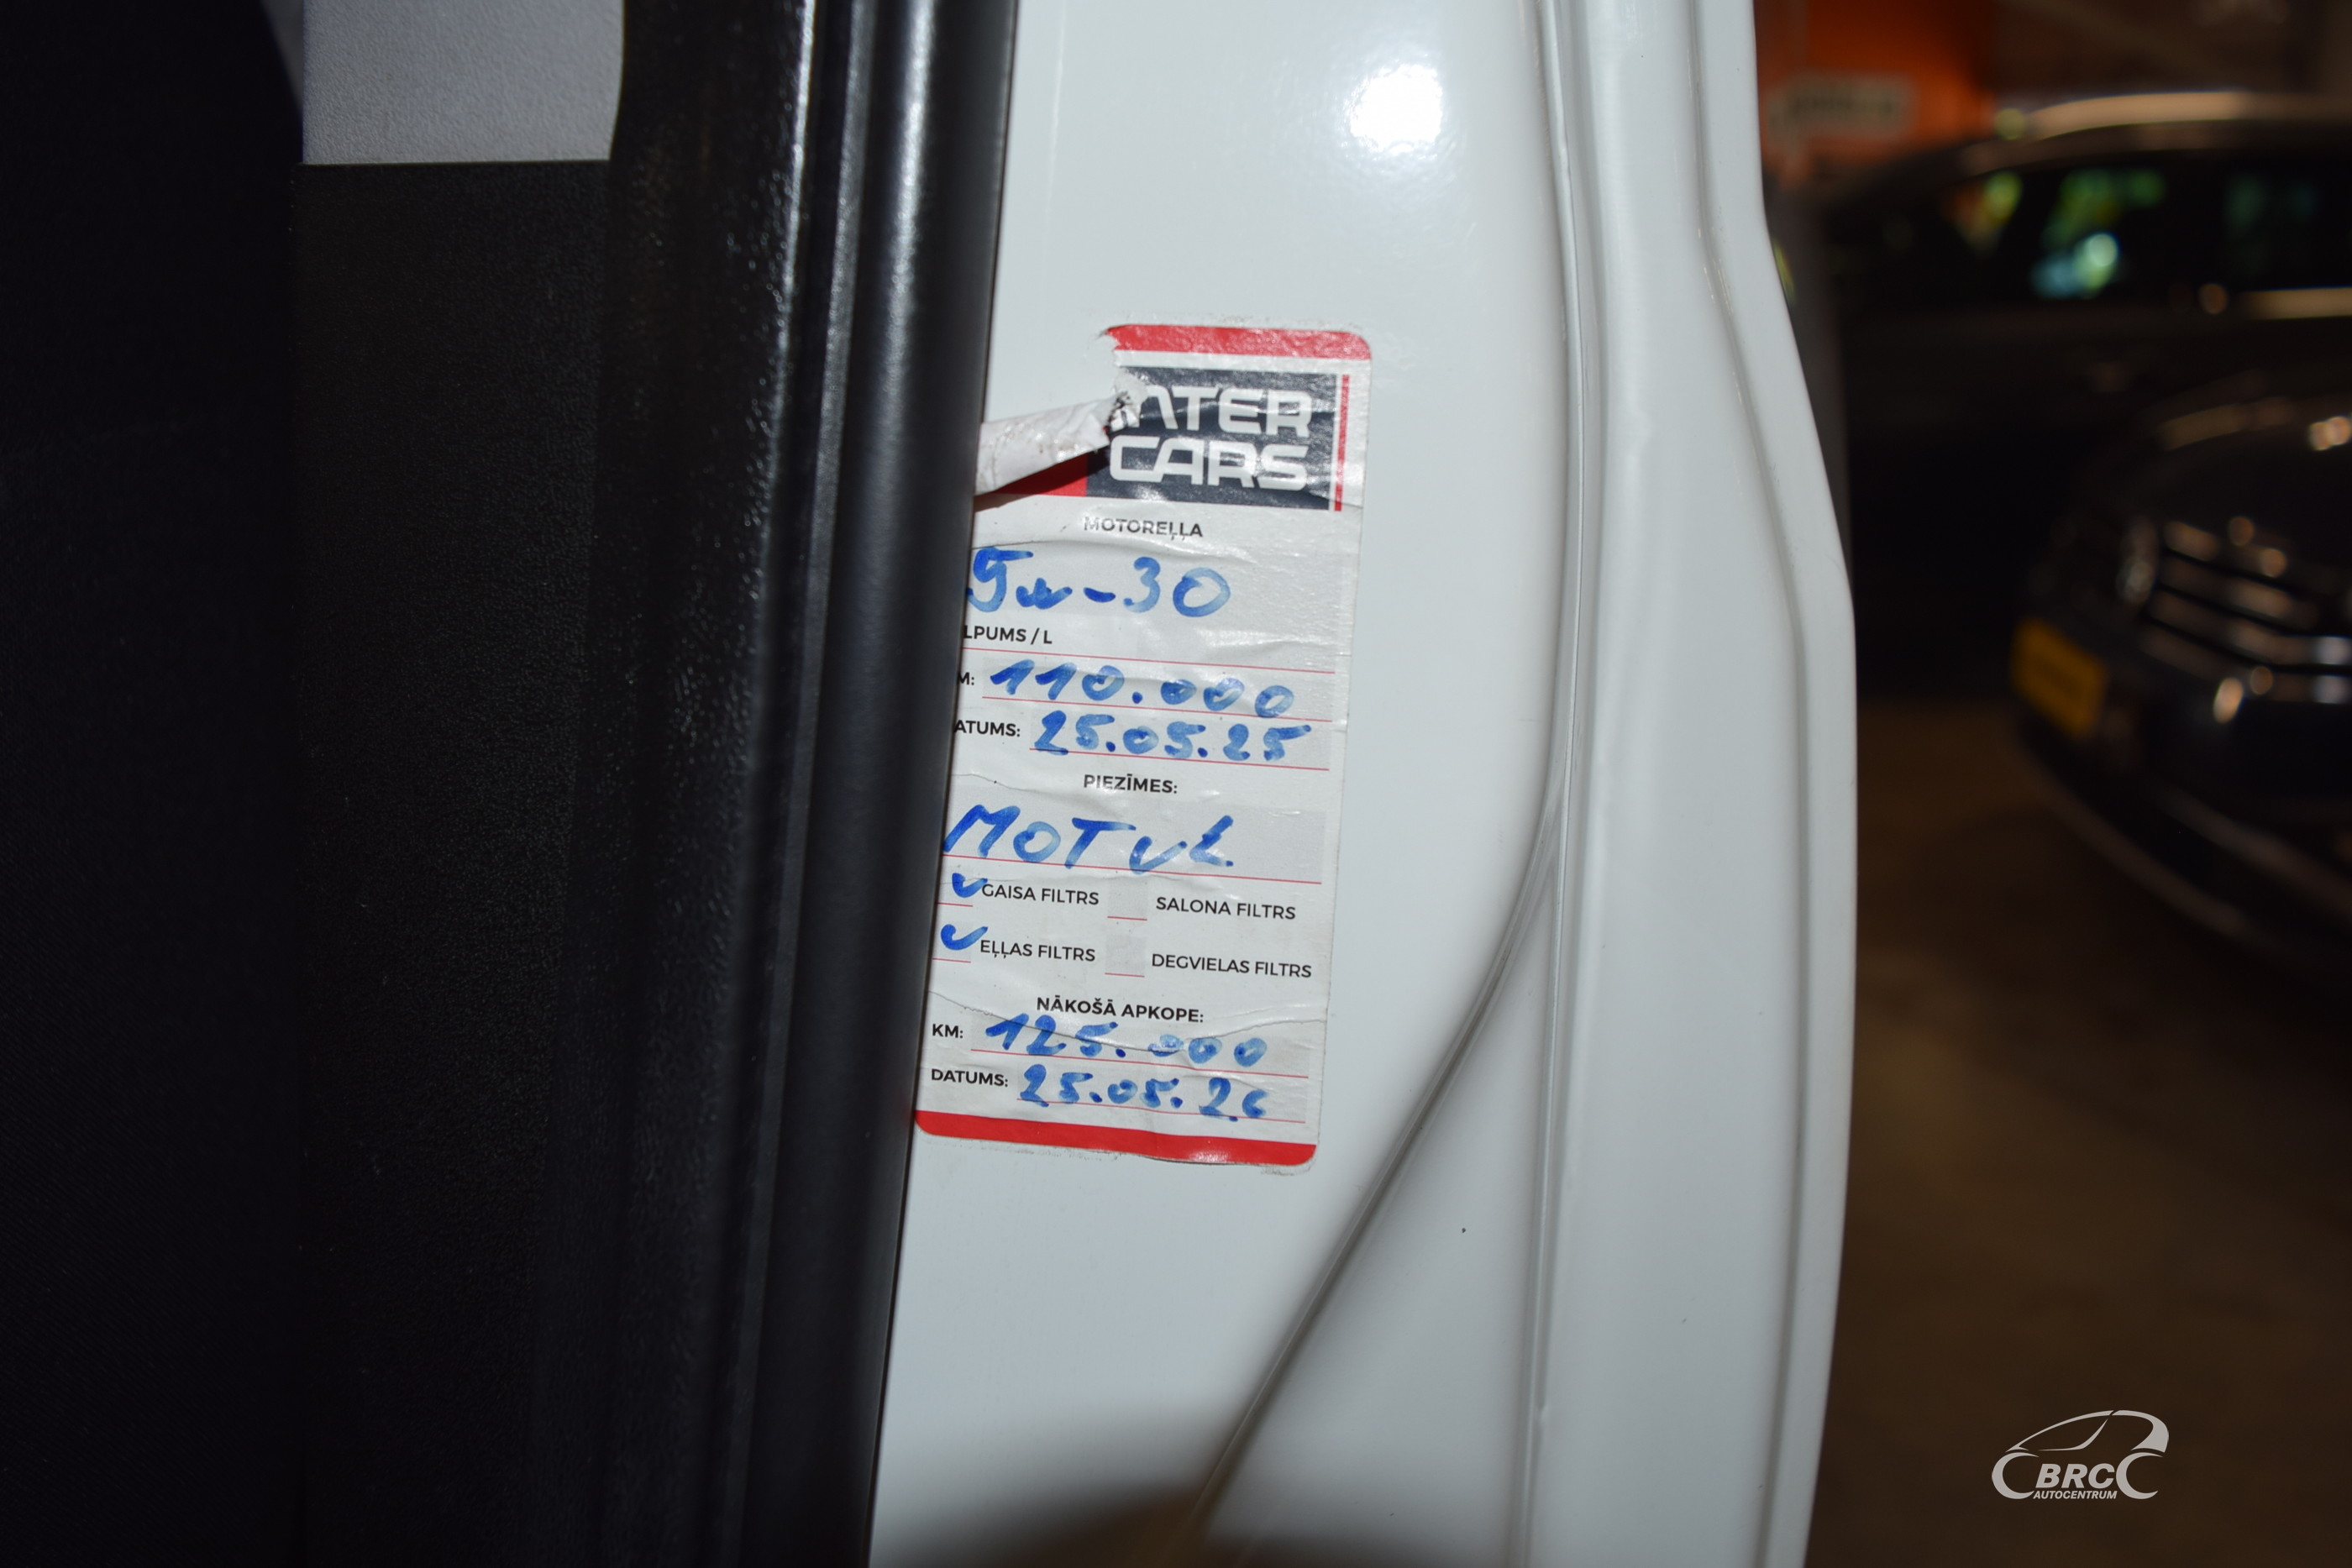 INTER
CARS
MOTOREĻĻA
5w-30
LPUMS / L
M: 110.000
ATUMS: 25.05.25
PIEZĪMES:
MOTUL
GAISA FILTRS SALONA FILTRS
EĻĻAS FILTRS DEGVIELAS FILTRS
NĀKOŠĀ APKOPE:
KM: 125.000
DATUMS: 25.05.26
BRC
AUTOCENTRUM